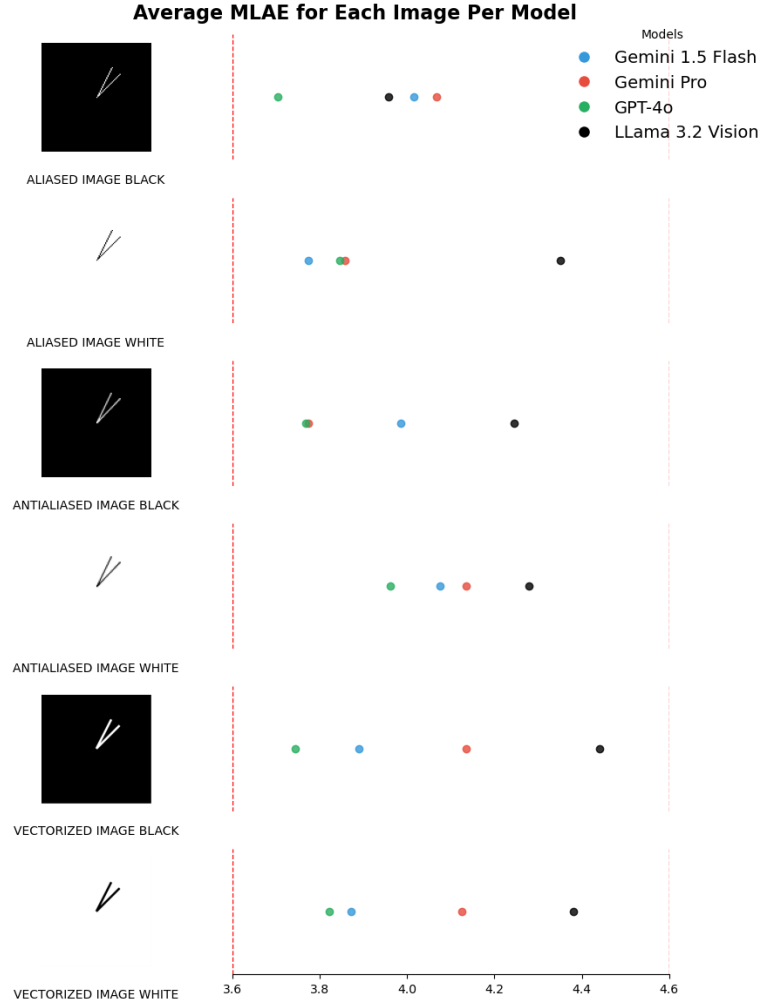 Average MLAE for Each Image Per Model
Models
Gemini 1.5 Flash
Gemini Pro
GPT-4o
LLama 3.2 Vision
ALIASED IMAGE BLACK
ALIASED IMAGE WHITE
ANTIALIASED IMAGE BLACK
ANTIALIASED IMAGE WHITE
VECTORIZED IMAGE BLACK
VECTORIZED IMAGE WHITE
3.6 3.8 4.0 4.2 4.4 4.6